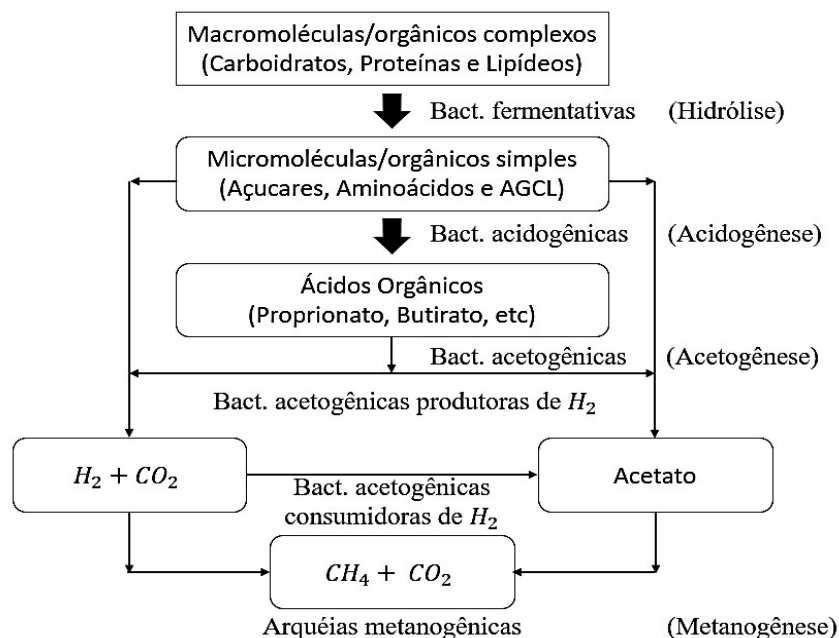 Macromoléculas/orgânicos complexos
(Carboidratos, Proteínas e Lipídeos)
Bact. fermentativas (Hidrólise)
Micromoléculas/orgânicos simples
(Açucares, Aminoácidos e AGCL)
Bact. acidogênicas (Acidogênese)
Ácidos Orgânicos
(Proprionato, Butirato, etc)
Bact. acetogênicas (Acetogênese)
Bact. acetogênicas produtoras de H₂
H₂ + CO₂
Acetato
Bact. acetogênicas
consumidoras de H₂
CH₄ + CO₂
Arquéias metanogênicas (Metanogênese)